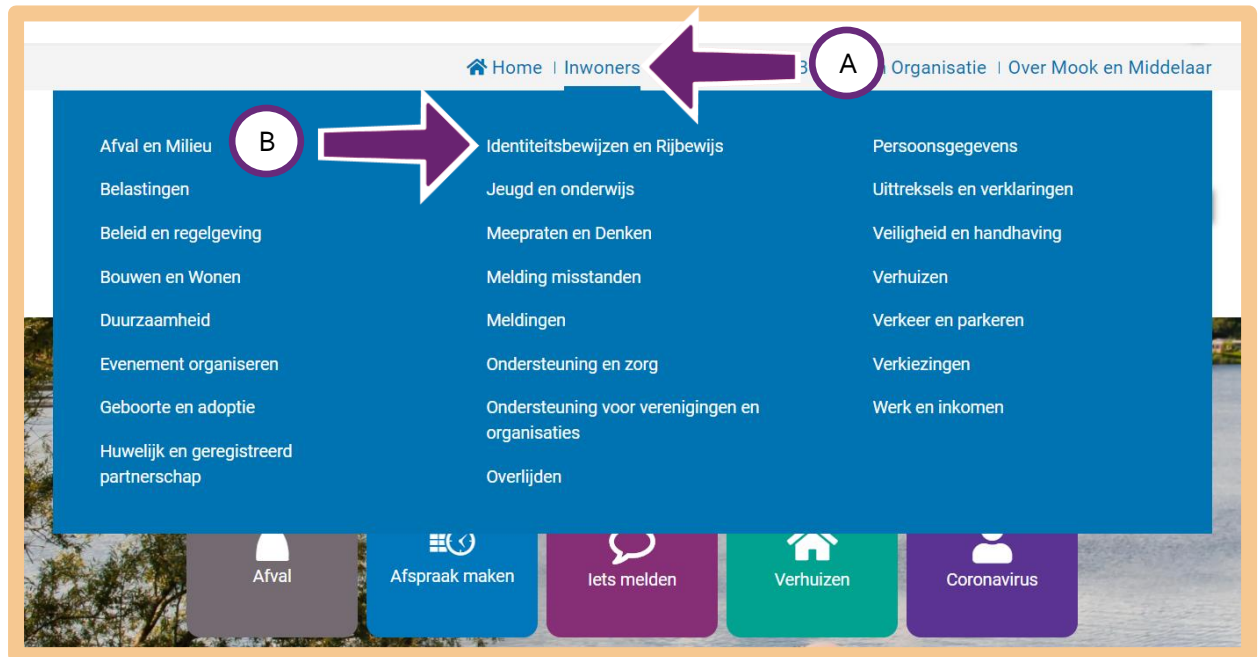 Home | Inwoners A Organisatie | Over Mook en Middelaar
Afval en Milieu B
Belastingen
Beleid en regelgeving
Bouwen en Wonen
Duurzaamheid
Evenement organiseren
Geboorte en adoptie
Huwelijk en geregistreerd
partnerschap
Identiteitsbewijzen en Rijbewijs
Jeugd en onderwijs
Meepraten en Denken
Melding misstanden
Meldingen
Ondersteuning en zorg
Ondersteuning voor verenigingen en
organisaties
Overlijden
Persoonsgegevens
Uittreksels en verklaringen
Veiligheid en handhaving
Verhuizen
Verkeer en parkeren
Verkiezingen
Werk en inkomen
Afval
Afspraak maken
Iets melden
Verhuizen
Coronavirus